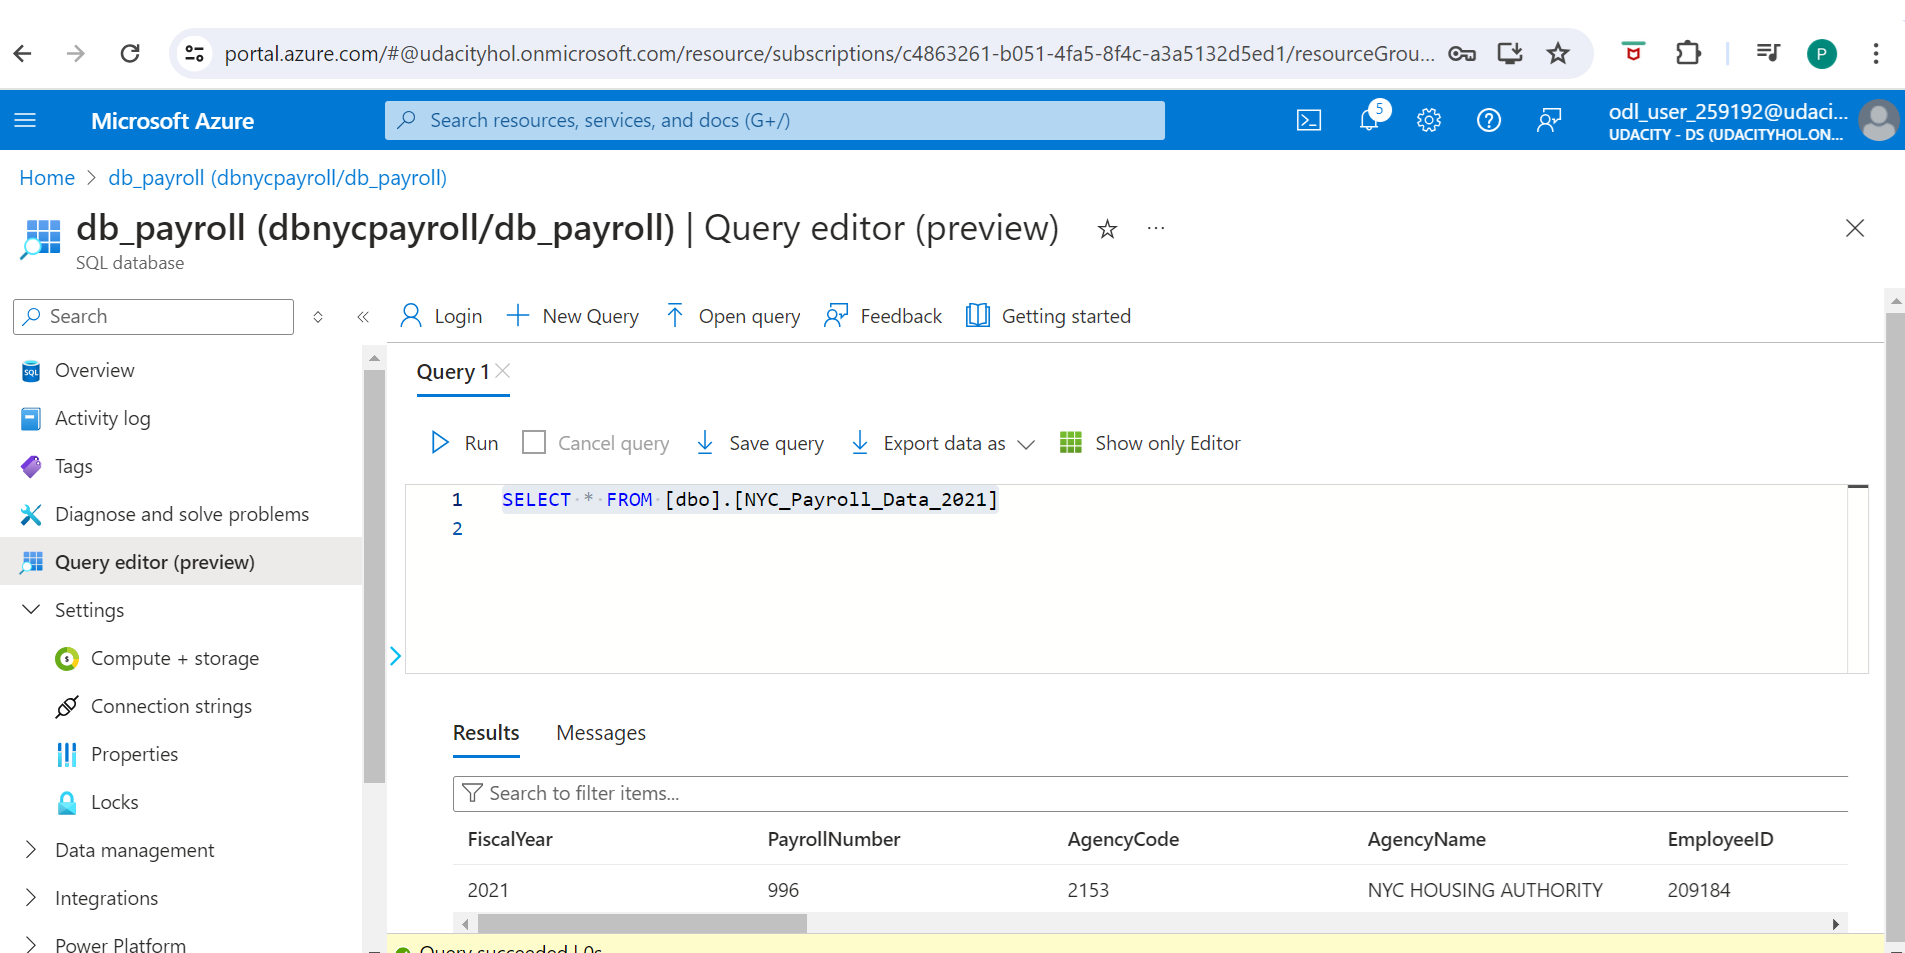 portal.azure.com/#@udacityhol.onmicrosoft.com/resource/subscriptions/c4863261-b051-4fa5-8f4c-a3a5132d5ed1/resourceGrou...
P
Microsoft Azure
Search resources, services, and docs (G+/)
5
odl_user_259192@udaci...
UDACITY - DS (UDACITYHOL.ON...
Home > db_payroll (dbnycpayroll/db_payroll)
db_payroll (dbnycpayroll/db_payroll) | Query editor (preview)
SQL database
Search
Login
New Query
Open query
Feedback
Getting started
SQL
Overview
Activity log
Tags
Diagnose and solve problems
Query editor (preview)
Settings
Compute + storage
Connection strings
Properties
Locks
Data management
Integrations
Power Platform
Query 1
Run
Cancel query
Save query
Export data as
Show only Editor
1 SELECT * FROM [dbo].[NYC_Payroll_Data_2021]
2
Results Messages
Search to filter items...
FiscalYear PayrollNumber AgencyCode AgencyName EmployeeID
2021 996 2153 NYC HOUSING AUTHORITY 209184
Query succeeded | 0s